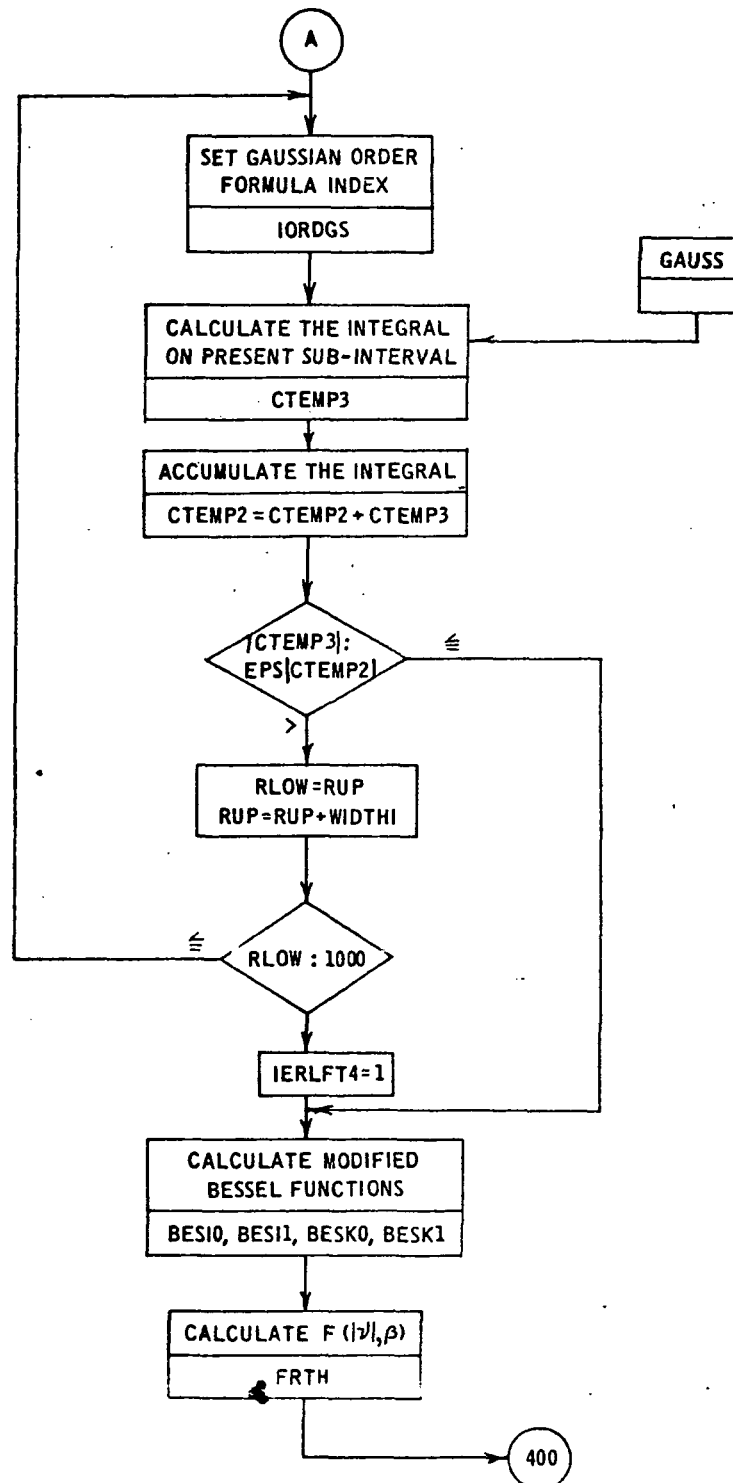 A
SET GAUSSIAN ORDER
FORMULA INDEX
IORDGS
GAUSS
CALCULATE THE INTEGRAL
ON PRESENT SUB-INTERVAL
CTEMP3
ACCUMULATE THE INTEGRAL
CTEMP2=CTEMP2+CTEMP3
|CTEMP3|:
EPS|CTEMP2|
≦
>
RLOW=RUP
RUP=RUP+WIDTHI
≦
RLOW : 1000
IERLFT4=1
CALCULATE MODIFIED
BESSEL FUNCTIONS
BESI0, BESI1, BESK0, BESK1
CALCULATE F(|ν|,β)
FRTH
400